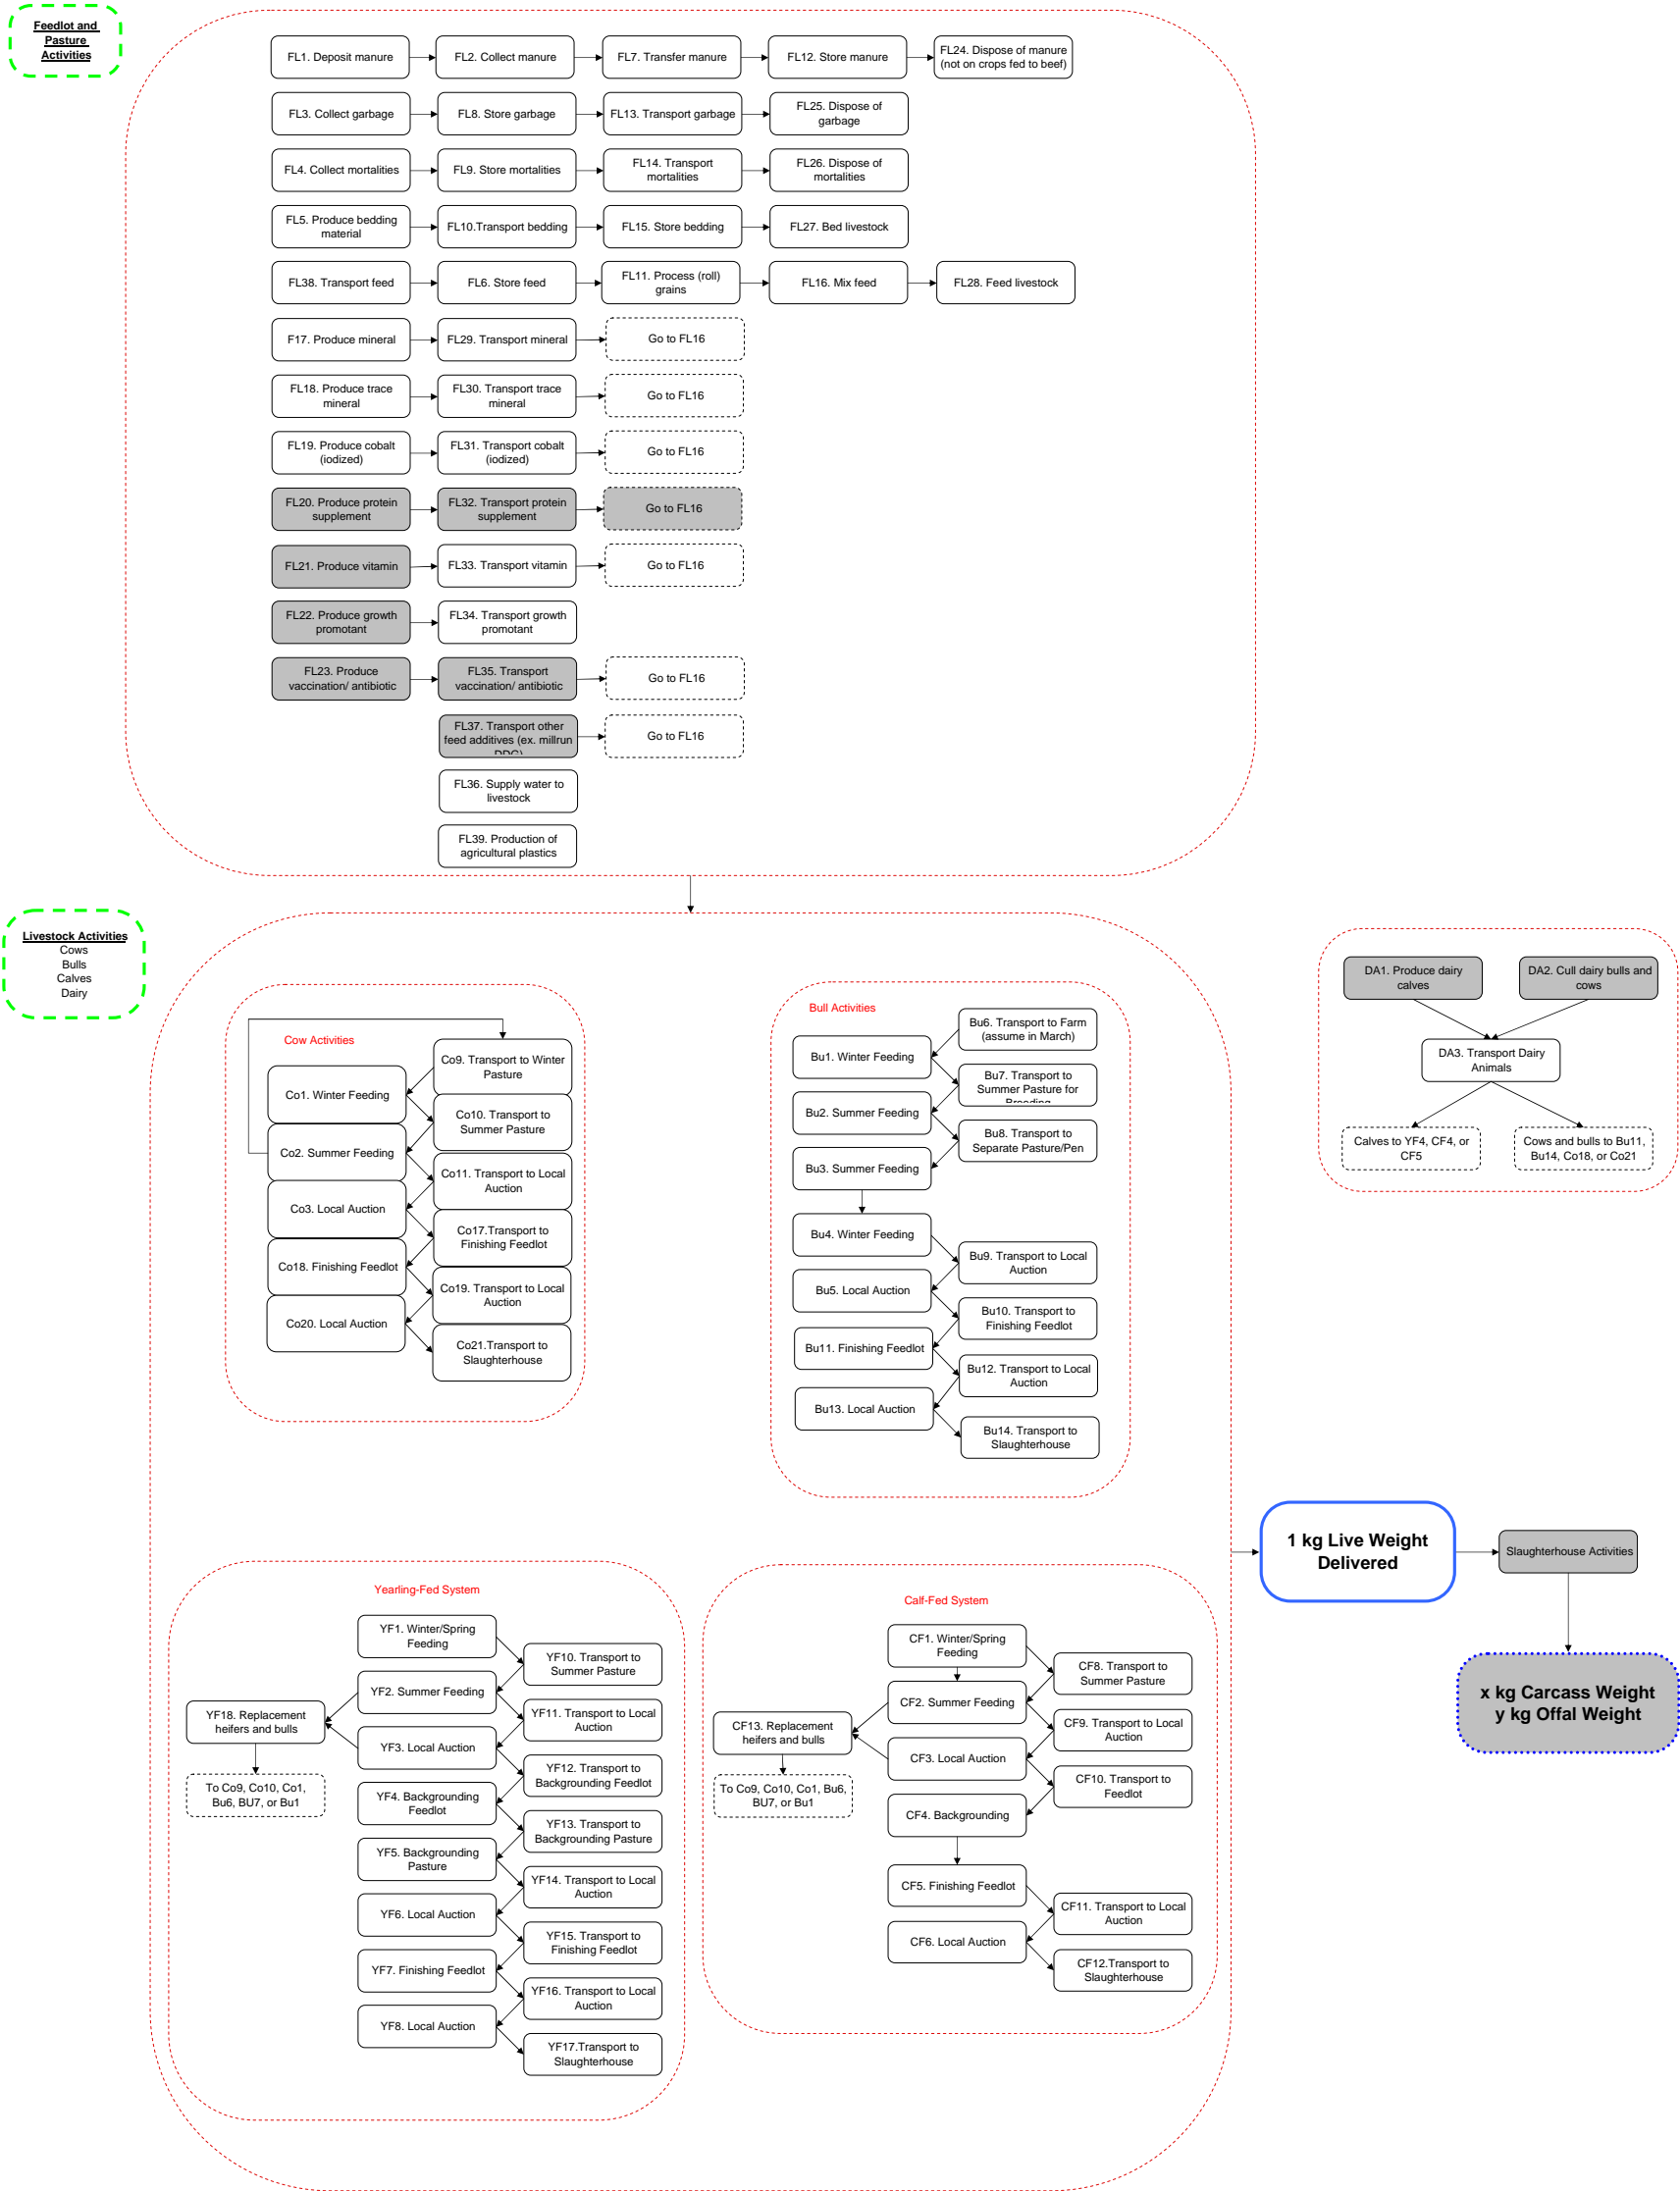 Feedlot and
Pasture
Activities
FL1. Deposit manure
FL2. Collect manure
FL7. Transfer manure
FL12. Store manure
FL24. Dispose of manure
(not on crops fed to beef)
FL3. Collect garbage
FL8. Store garbage
FL13. Transport garbage
FL25. Dispose of
garbage
FL4. Collect mortalities
FL9. Store mortalities
FL14. Transport
mortalities
FL26. Dispose of
mortalities
FL5. Produce bedding
material
FL10.Transport bedding
FL15. Store bedding
FL27. Bed livestock
FL38. Transport feed
FL6. Store feed
FL11. Process (roll)
grains
FL16. Mix feed
FL28. Feed livestock
F17. Produce mineral
FL29. Transport mineral
Go to FL16
FL18. Produce trace
mineral
FL30. Transport trace
mineral
Go to FL16
FL19. Produce cobalt
(iodized)
FL31. Transport cobalt
(iodized)
Go to FL16
FL20. Produce protein
supplement
FL32. Transport protein
supplement
Go to FL16
FL21. Produce vitamin
FL33. Transport vitamin
Go to FL16
FL22. Produce growth
promotant
FL34. Transport growth
promotant
FL23. Produce
vaccination/ antibiotic
FL35. Transport
vaccination/ antibiotic
Go to FL16
FL37. Transport other
feed additives (ex. millrun
DDG)
Go to FL16
FL36. Supply water to
livestock
FL39. Production of
agricultural plastics
Livestock Activities
Cows
Bulls
Calves
Dairy
Cow Activities
Co9. Transport to Winter
Pasture
Co1. Winter Feeding
Co10. Transport to
Summer Pasture
Co2. Summer Feeding
Co11. Transport to Local
Auction
Co3. Local Auction
Co17.Transport to
Finishing Feedlot
Co18. Finishing Feedlot
Co19. Transport to Local
Auction
Co20. Local Auction
Co21.Transport to
Slaughterhouse
Bull Activities
Bu6. Transport to Farm
(assume in March)
Bu1. Winter Feeding
Bu7. Transport to
Summer Pasture for
Breeding
Bu2. Summer Feeding
Bu8. Transport to
Separate Pasture/Pen
Bu3. Summer Feeding
Bu4. Winter Feeding
Bu9. Transport to Local
Auction
Bu5. Local Auction
Bu10. Transport to
Finishing Feedlot
Bu11. Finishing Feedlot
Bu12. Transport to Local
Auction
Bu13. Local Auction
Bu14. Transport to
Slaughterhouse
DA1. Produce dairy
calves
DA2. Cull dairy bulls and
cows
DA3. Transport Dairy
Animals
Calves to YF4, CF4, or
CF5
Cows and bulls to Bu11,
Bu14, Co18, or Co21
Yearling-Fed System
YF1. Winter/Spring
Feeding
YF10. Transport to
Summer Pasture
YF2. Summer Feeding
YF18. Replacement
heifers and bulls
YF11. Transport to Local
Auction
YF3. Local Auction
To Co9, Co10, Co1,
Bu6, BU7, or Bu1
YF12. Transport to
Backgrounding Feedlot
YF4. Backgrounding
Feedlot
YF13. Transport to
Backgrounding Pasture
YF5. Backgrounding
Pasture
YF14. Transport to Local
Auction
YF6. Local Auction
YF15. Transport to
Finishing Feedlot
YF7. Finishing Feedlot
YF16. Transport to Local
Auction
YF8. Local Auction
YF17.Transport to
Slaughterhouse
Calf-Fed System
CF1. Winter/Spring
Feeding
CF8. Transport to
Summer Pasture
CF2. Summer Feeding
CF13. Replacement
heifers and bulls
CF9. Transport to Local
Auction
CF3. Local Auction
To Co9, Co10, Co1, Bu6,
BU7, or Bu1
CF10. Transport to
Feedlot
CF4. Backgrounding
CF5. Finishing Feedlot
CF11. Transport to Local
Auction
CF6. Local Auction
CF12.Transport to
Slaughterhouse
1 kg Live Weight
Delivered
Slaughterhouse Activities
x kg Carcass Weight
y kg Offal Weight